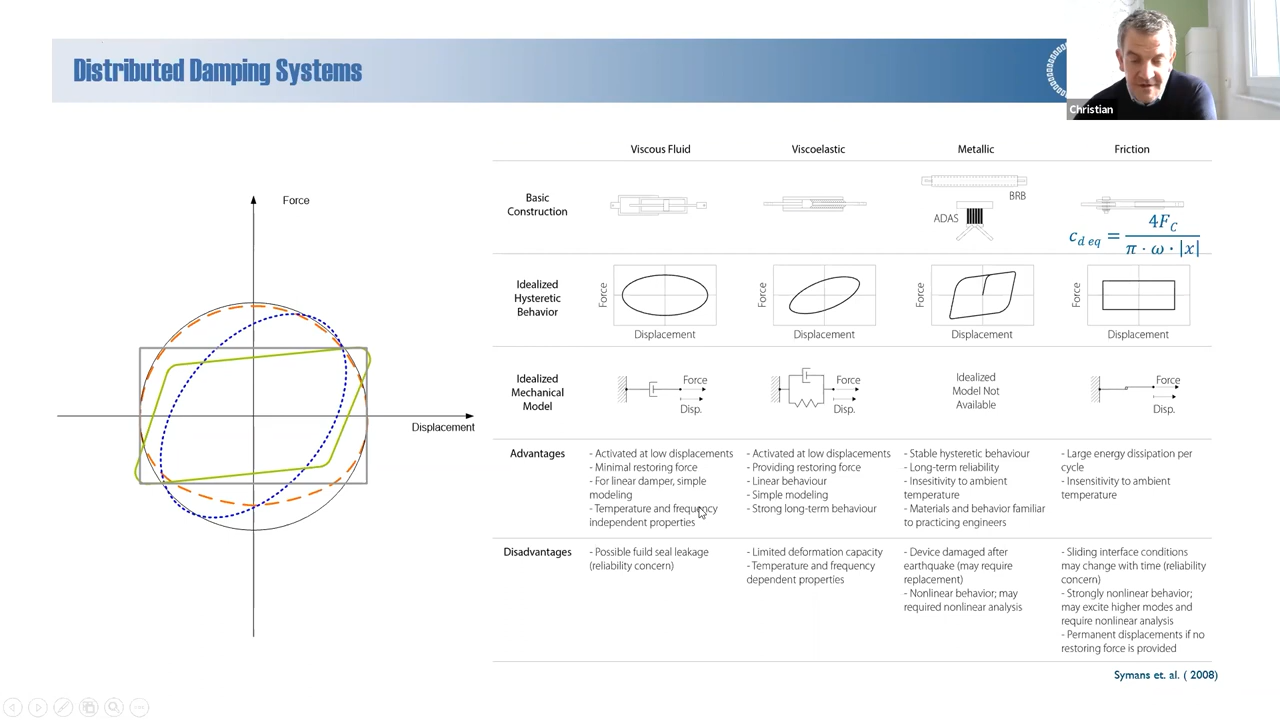 Distributed Damping Systems
Christian
Force
Displacement
Viscous Fluid
Viscoelastic
Metallic
Friction
Basic
Construction
BRB
ADAS
c_{d eq} = 4F_C / π · ω · |x|
Idealized
Hysteretic
Behavior
Force
Displacement
Force
Displacement
Force
Displacement
Force
Displacement
Idealized
Mechanical
Model
Force
Disp.
Force
Disp.
Idealized
Model Not
Available
Force
Disp.
Advantages
- Activated at low displacements
- Minimal restoring force
- For linear damper, simple
modeling
- Temperature and frequency
independent properties
- Activated at low displacements
- Providing restoring force
- Linear behaviour
- Simple modeling
- Strong long-term behaviour
- Stable hysteretic behaviour
- Long-term reliability
- Insesitivity to ambient
temperature
- Materials and behavior familiar
to practicing engineers
- Large energy dissipation per
cycle
- Insensitivity to ambient
temperature
Disadvantages
- Possible fuild seal leakage
(reliability concern)
- Limited deformation capacity
- Temperature and frequency
dependent properties
- Device damaged after
earthquake (may require
replacement)
- Nonlinear behavior; may
required nonlinear analysis
- Sliding interface conditions
may change with time (reliability
concern)
- Strongly nonlinear behavior;
may excite higher modes and
require nonlinear analysis
- Permanent displacements if no
restoring force is provided
Symans et. al. ( 2008)